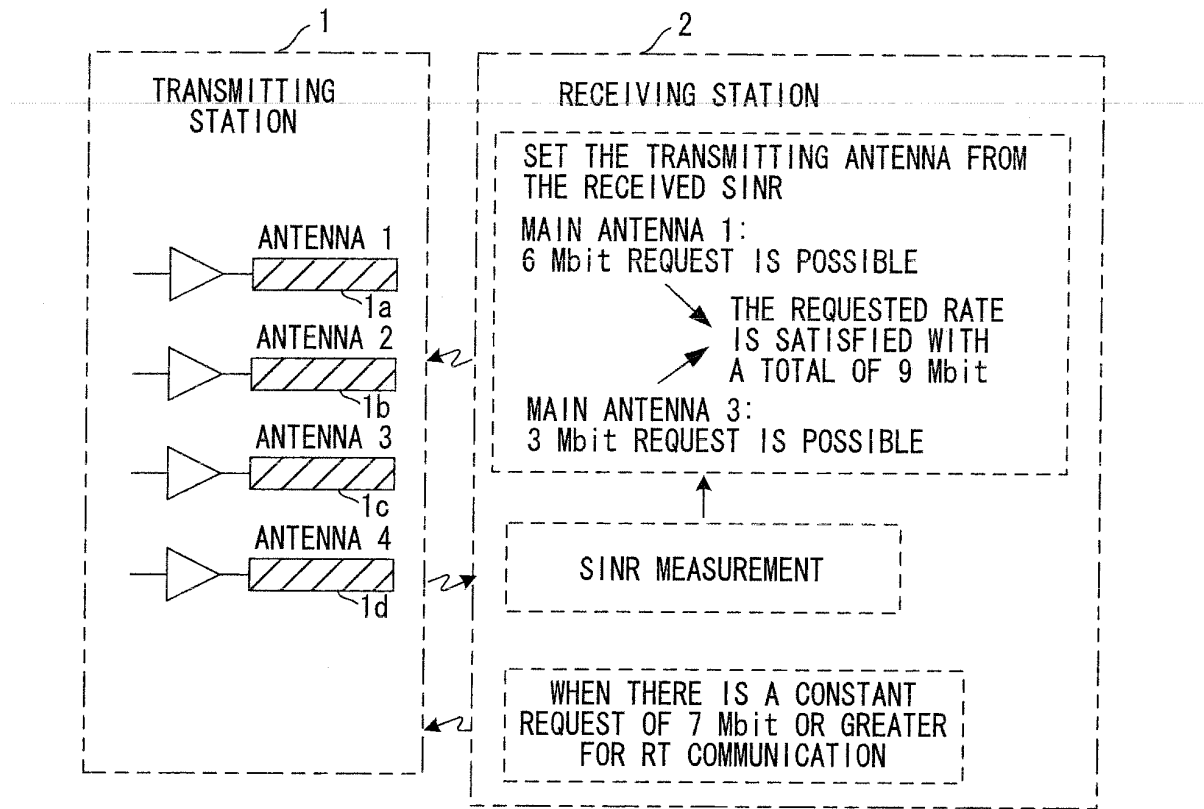 1
TRANSMITTING
STATION
ANTENNA 1
1a
ANTENNA 2
1b
ANTENNA 3
1c
ANTENNA 4
1d
2
RECEIVING STATION
SET THE TRANSMITTING ANTENNA FROM
THE RECEIVED SINR
MAIN ANTENNA 1:
6 Mbit REQUEST IS POSSIBLE
THE REQUESTED RATE
IS SATISFIED WITH
A TOTAL OF 9 Mbit
MAIN ANTENNA 3:
3 Mbit REQUEST IS POSSIBLE
SINR MEASUREMENT
WHEN THERE IS A CONSTANT
REQUEST OF 7 Mbit OR GREATER
FOR RT COMMUNICATION